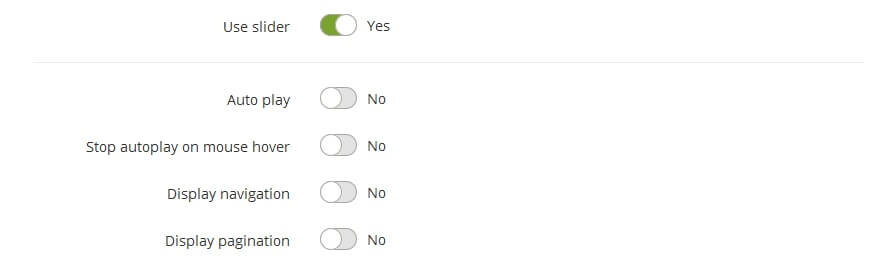 Use slider Yes
Auto play No
Stop autoplay on mouse hover No
Display navigation No
Display pagination No